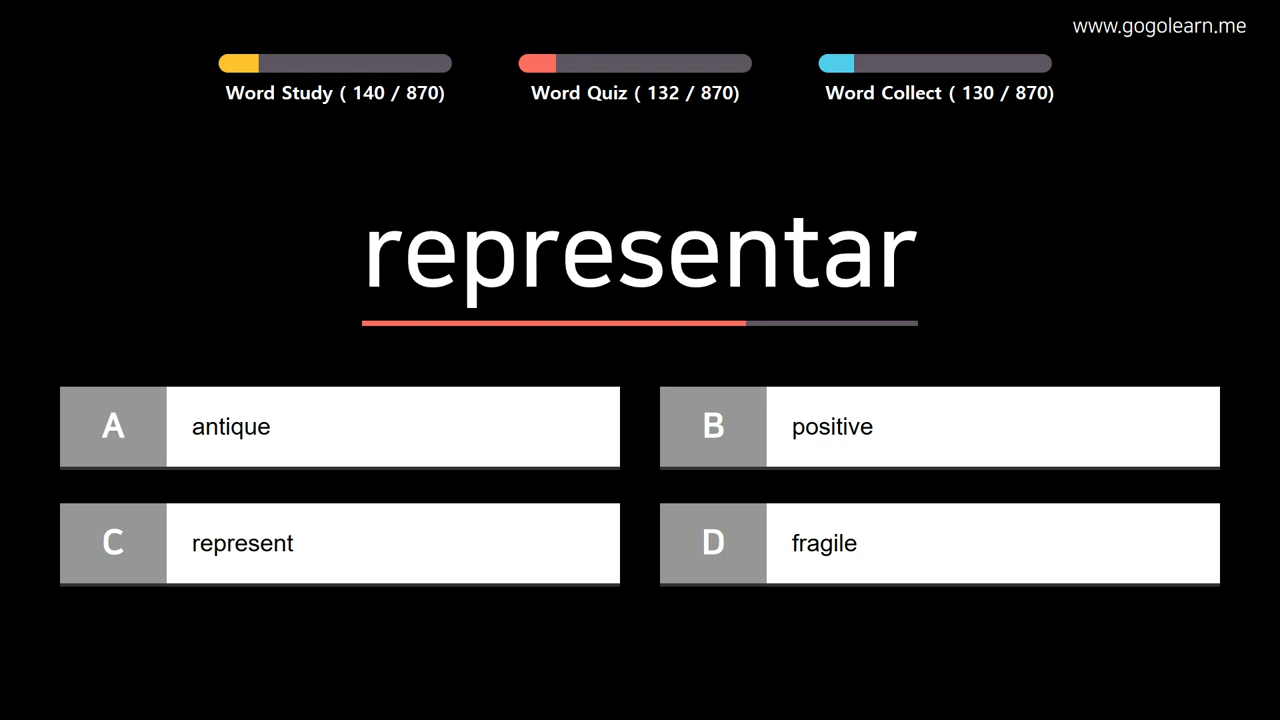 www.gogolearn.me
Word Study ( 140 / 870)
Word Quiz ( 132 / 870)
Word Collect ( 130 / 870)
representar
A antique
B positive
C represent
D fragile